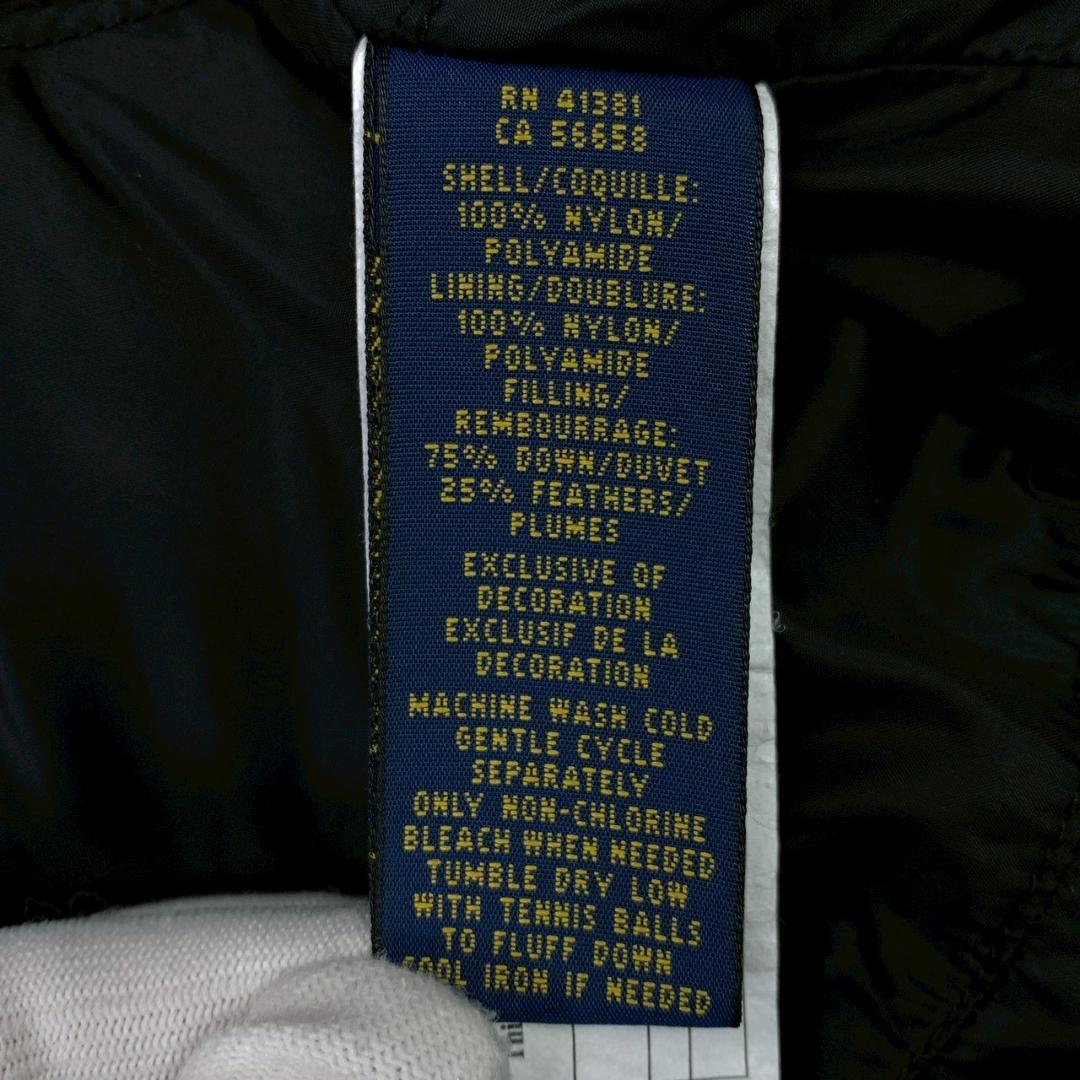 RN 41381
CA 56658
SHELL/COQUILLE:
100% NYLON/
POLYAMIDE
LINING/DOUBLURE:
100% NYLON/
POLYAMIDE
FILLING/
REMBOURRAGE:
75% DOWN/DUVET
25% FEATHERS/
PLUMES
EXCLUSIVE OF
DECORATION
EXCLUSIF DE LA
DECORATION
MACHINE WASH COLD
GENTLE CYCLE
SEPARATELY
ONLY NON-CHLORINE
BLEACH WHEN NEEDED
TUMBLE DRY LOW
WITH TENNIS BALLS
TO FLUFF DOWN
COOL IRON IF NEEDED